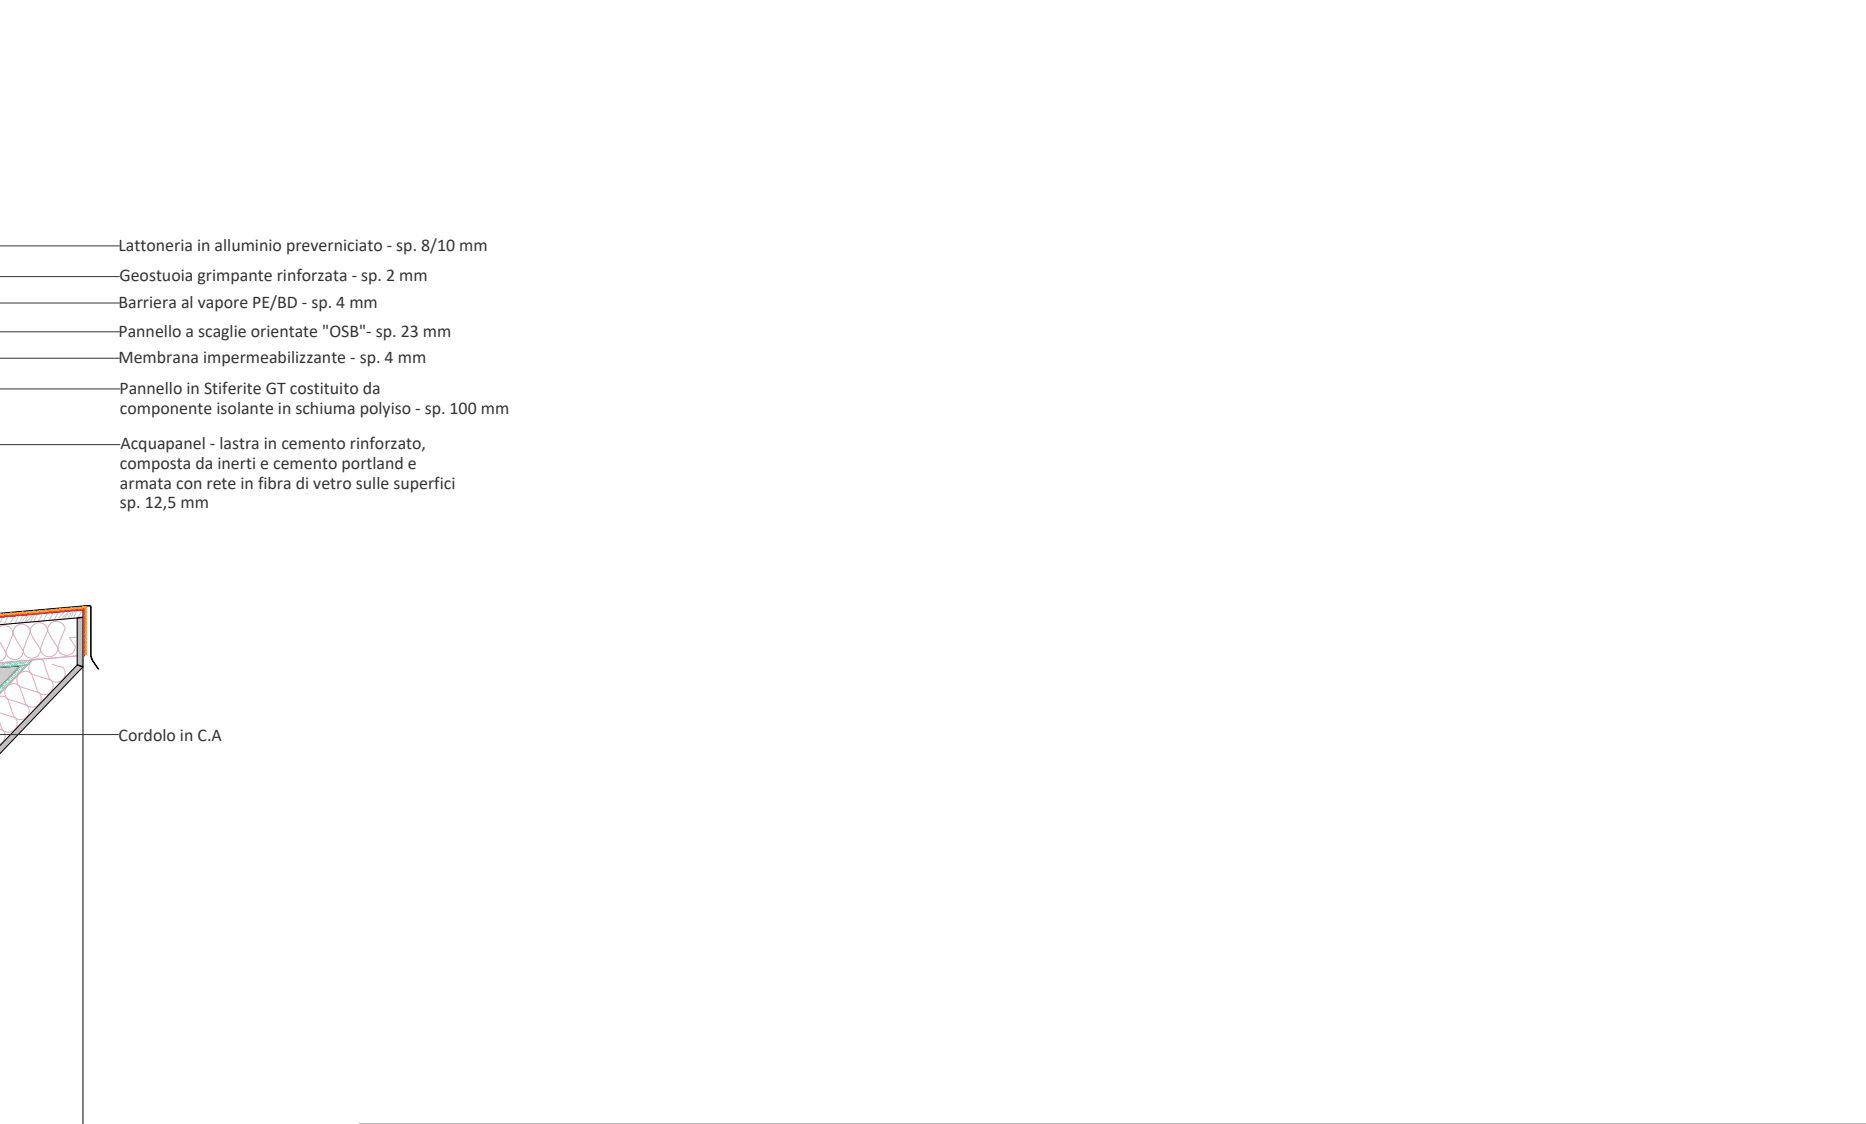 Lattoneria in alluminio preverniciato - sp. 8/10 mm
Geostuoia grimpante rinforzata - sp. 2 mm
Barriera al vapore PE/BD - sp. 4 mm
Pannello a scaglie orientate "OSB"- sp. 23 mm
Membrana impermeabilizzante - sp. 4 mm
Pannello in Stiferite GT costituito da
componente isolante in schiuma polyiso - sp. 100 mm
Acquapanel - lastra in cemento rinforzato,
composta da inerti e cemento portland e
armata con rete in fibra di vetro sulle superfici
sp. 12,5 mm
Cordolo in C.A